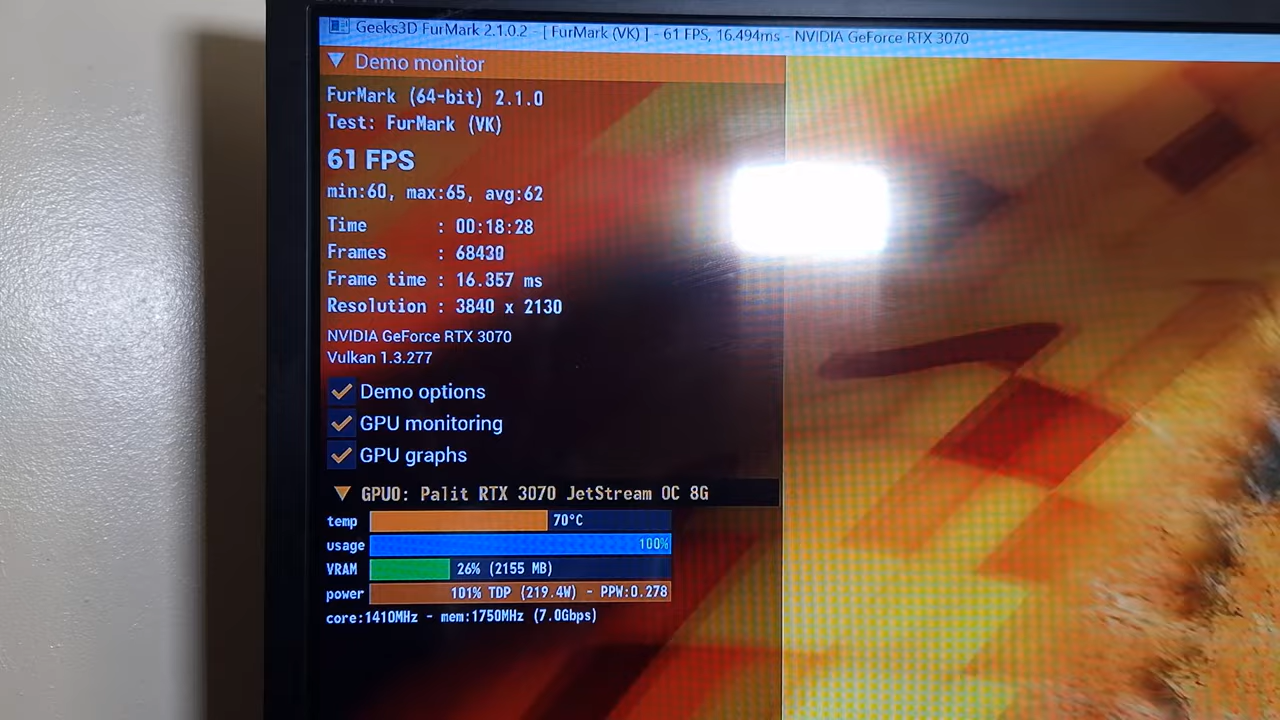 Geeks3D FurMark 2.1.0.2 - [ FurMark (VK) ] - 61 FPS, 16.494ms - NVIDIA GeForce RTX 3070
Demo monitor
FurMark (64-bit) 2.1.0
Test: FurMark (VK)
61 FPS
min:60, max:65, avg:62
Time : 00:18:28
Frames : 68430
Frame time : 16.357 ms
Resolution : 3840 x 2130
NVIDIA GeForce RTX 3070
Vulkan 1.3.277
Demo options
GPU monitoring
GPU graphs
GPU0: Palit RTX 3070 JetStream OC 8G
temp 70°C
usage 100%
VRAM 26% (2155 MB)
power 101% TDP (219.4W) - PPW:0.278
core:1410MHz - mem:1750MHz (7.0Gbps)